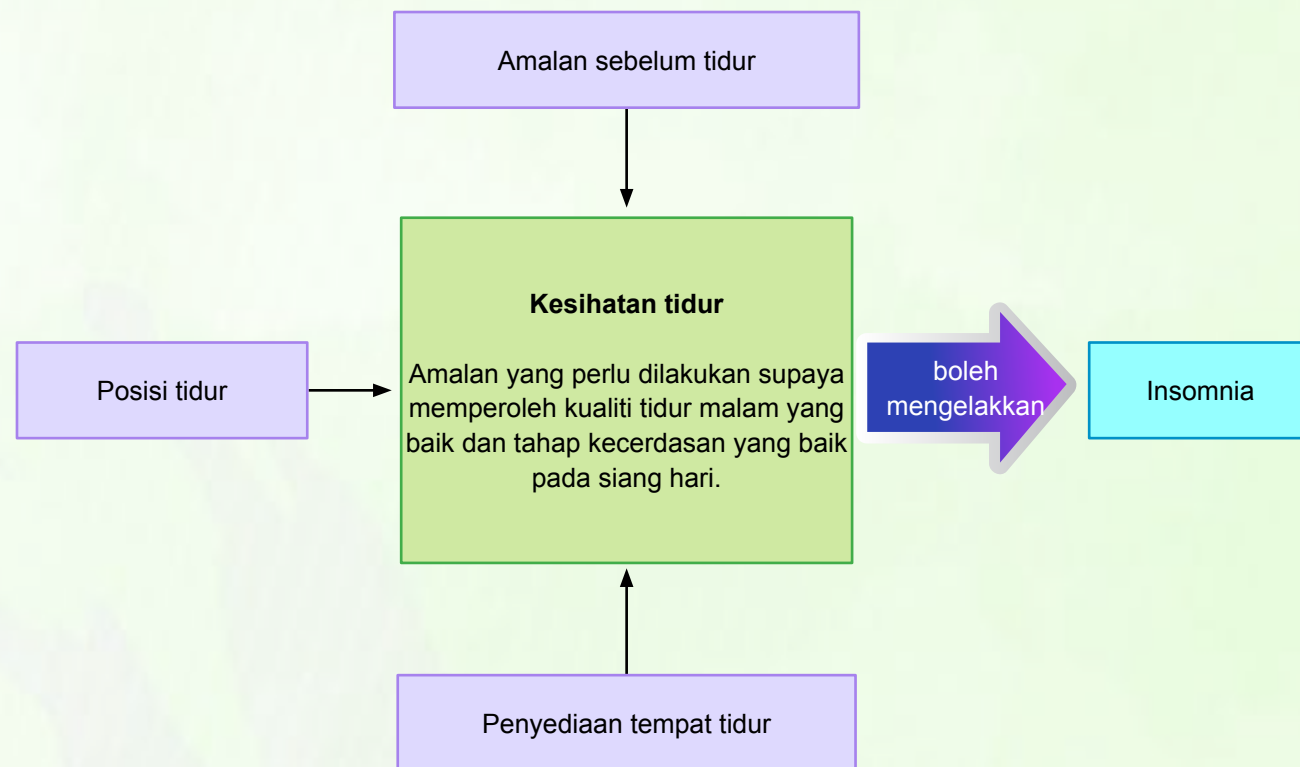 Amalan sebelum tidur
Kesihatan tidur
Amalan yang perlu dilakukan supaya
memperoleh kualiti tidur malam yang
baik dan tahap kecerdasan yang baik
pada siang hari.
Posisi tidur
boleh
mengelakkan
Insomnia
Penyediaan tempat tidur